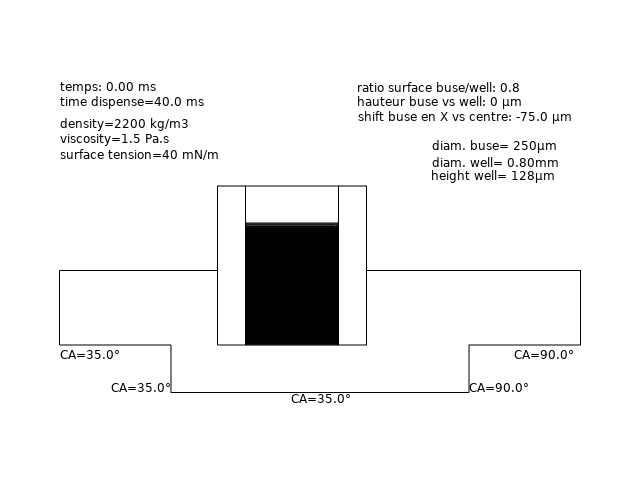 temps: 0.00 ms
time dispense=40.0 ms
density=2200 kg/m3
viscosity=1.5 Pa.s
surface tension=40 mN/m
ratio surface buse/well: 0.8
hauteur buse vs well: 0 µm
shift buse en X vs centre: -75.0 µm
diam. buse= 250µm
diam. well= 0.80mm
height well= 128µm
CA=35.0°
CA=90.0°
CA=35.0°
CA=90.0°
CA=35.0°